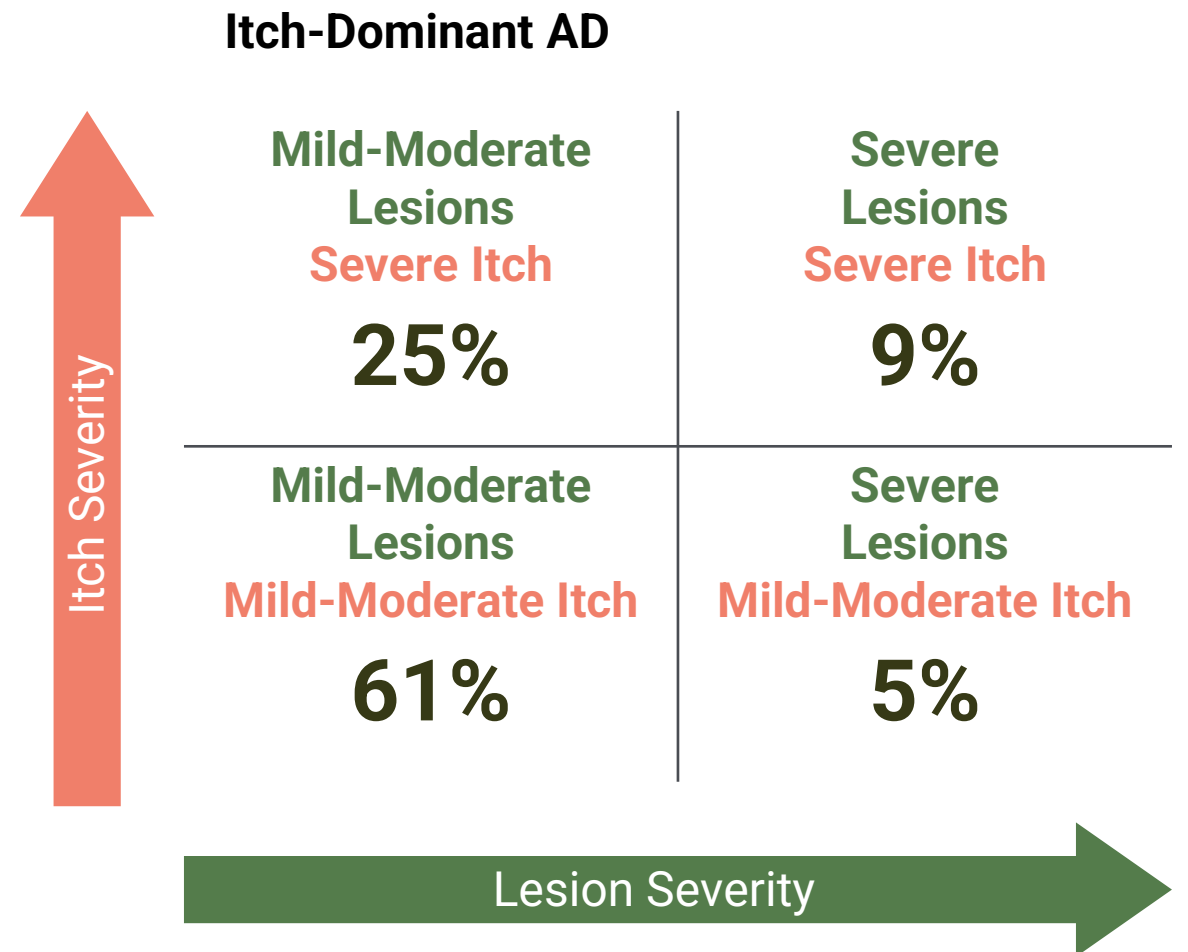 Itch-Dominant AD
Mild-Moderate
Lesions
Severe Itch
25%
Severe
Lesions
Severe Itch
9%
Mild-Moderate
Lesions
Mild-Moderate Itch
61%
Severe
Lesions
Mild-Moderate Itch
5%
Itch Severity
Lesion Severity